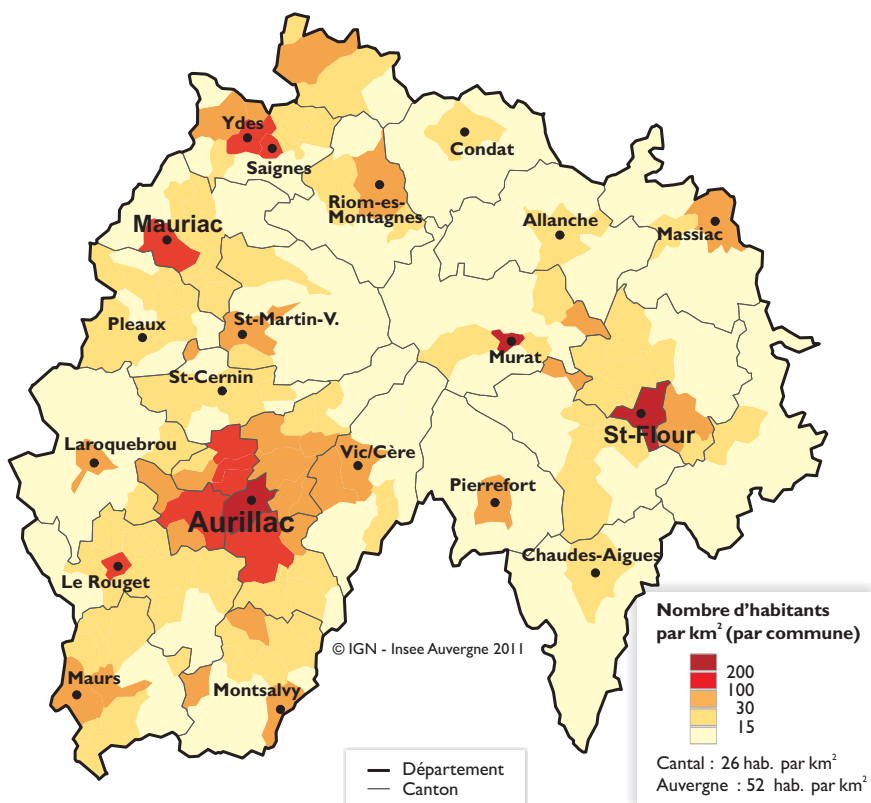 Ydes
Saignes
Condat
Riom-es-
Montagnes
Mauriac
Allanche
Massiac
Pleaux
St-Martin-V.
Murat
St-Cernin
St-Flour
Laroquebrou
Vic/Cère
Pierrefort
Aurillac
Chaudes-Aigues
Le Rouget
© IGN - Insee Auvergne 2011
Maurs
Montsalvy
Nombre d'habitants
par km² (par commune)
200
100
30
15
Cantal : 26 hab. par km²
Auvergne : 52 hab. par km²
Département
Canton